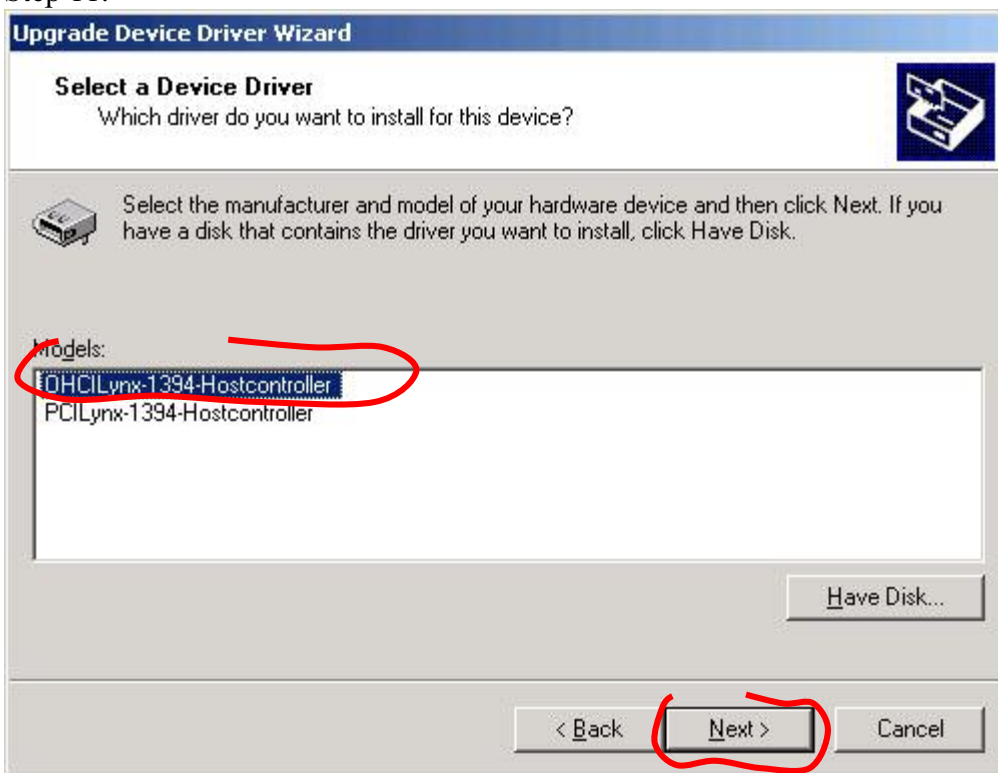 Upgrade Device Driver Wizard
Select a Device Driver
Which driver do you want to install for this device?
Select the manufacturer and model of your hardware device and then click Next. If you
have a disk that contains the driver you want to install, click Have Disk.
Models:
OHCILynx-1394-Hostcontroller
PCILynx-1394-Hostcontroller
Have Disk...
< Back Next > Cancel